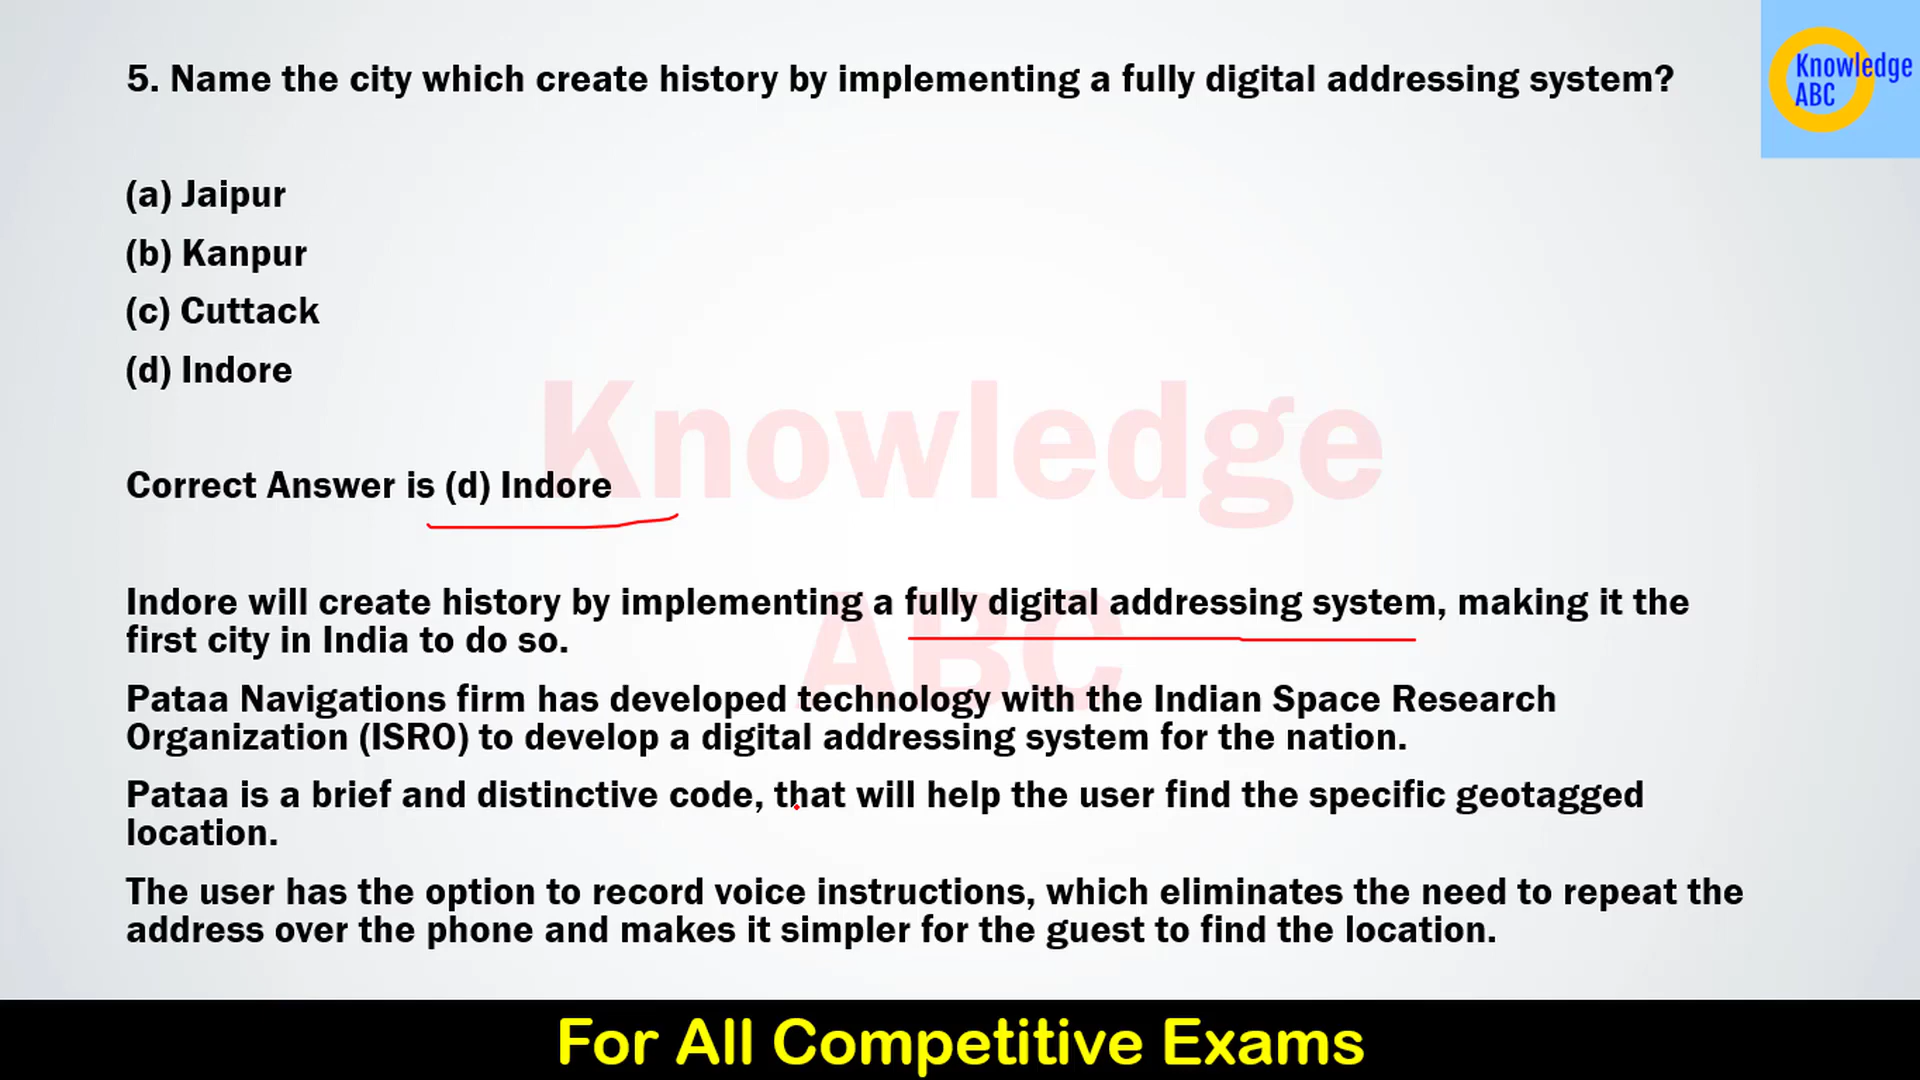 5. Name the city which create history by implementing a fully digital addressing system?
Knowledge
ABC
(a) Jaipur
(b) Kanpur
(c) Cuttack
(d) Indore
Knowledge
Correct Answer is (d) Indore
Indore will create history by implementing a fully digital addressing system, making it the
first city in India to do so.
ABC
Pataa Navigations firm has developed technology with the Indian Space Research
Organization (ISRO) to develop a digital addressing system for the nation.
Pataa is a brief and distinctive code, that will help the user find the specific geotagged
location.
The user has the option to record voice instructions, which eliminates the need to repeat the
address over the phone and makes it simpler for the guest to find the location.
For All Competitive Exams